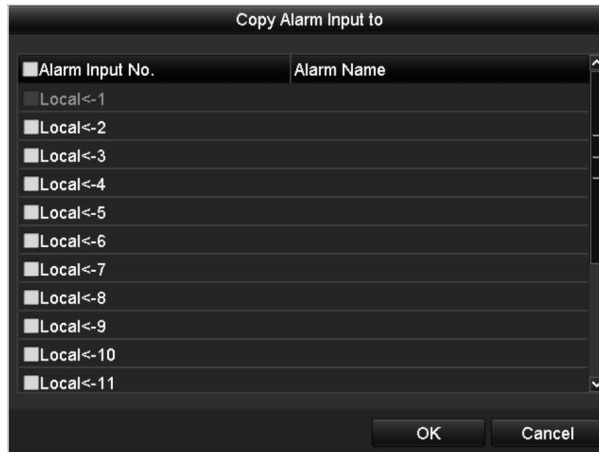 Copy Alarm Input to
Alarm Input No. Alarm Name
Local<-1
Local<-2
Local<-3
Local<-4
Local<-5
Local<-6
Local<-7
Local<-8
Local<-9
Local<-10
Local<-11
OK Cancel